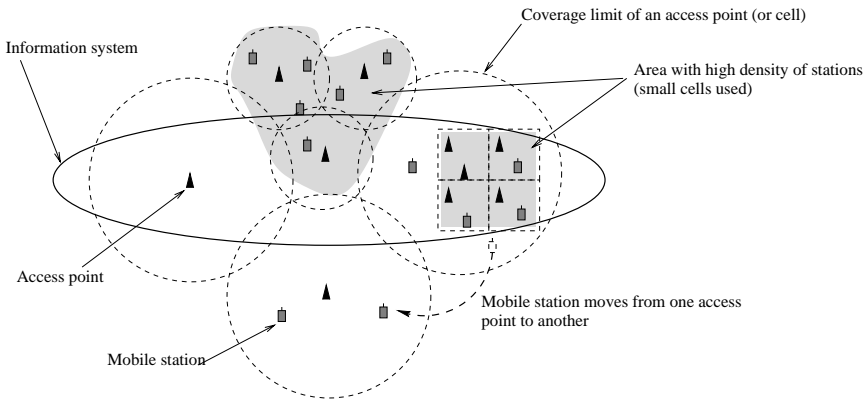 Coverage limit of an access point (or cell)
Information system
Area with high density of stations
(small cells used)
Access point
Mobile station moves from one access
point to another
Mobile station